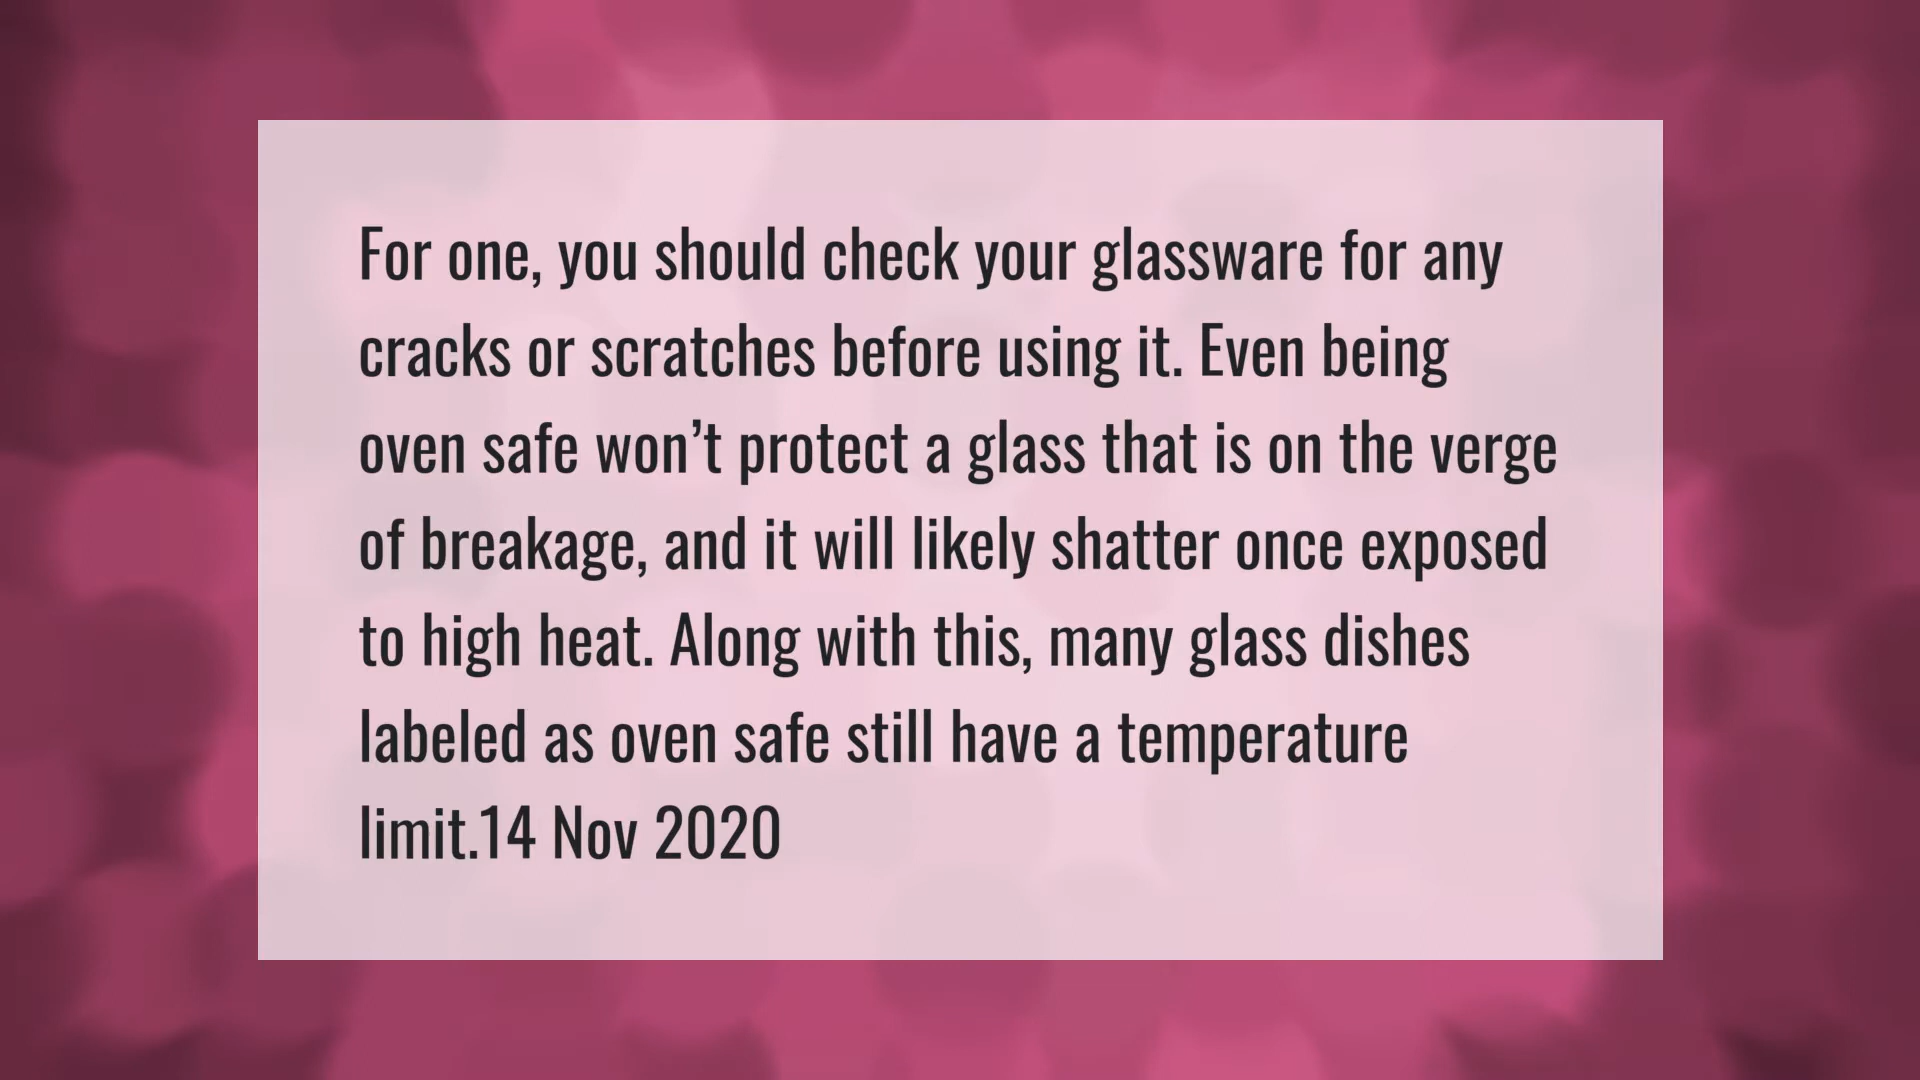 For one, you should check your glassware for any
cracks or scratches before using it. Even being
oven safe won’t protect a glass that is on the verge
of breakage, and it will likely shatter once exposed
to high heat. Along with this, many glass dishes
labeled as oven safe still have a temperature
limit.14 Nov 2020